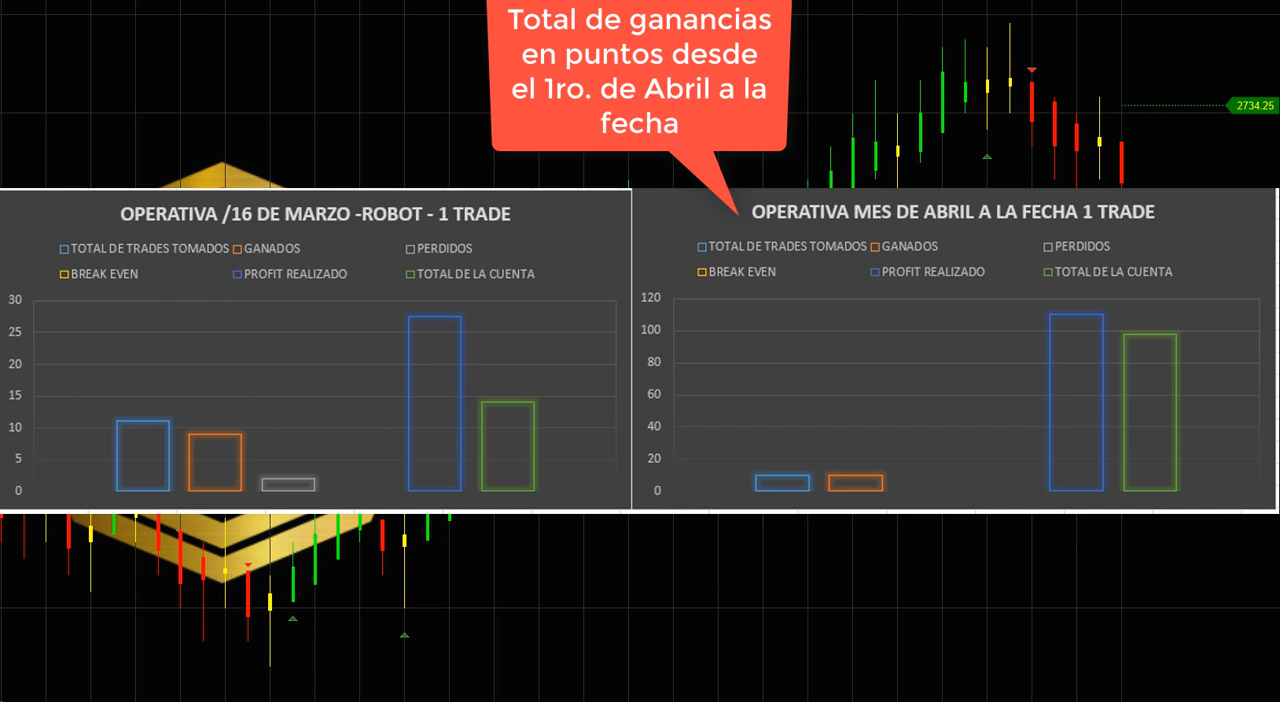 Total de ganancias
en puntos desde
el 1ro. de Abril a la
fecha
2734.25
OPERATIVA /16 DE MARZO -ROBOT - 1 TRADE
TOTAL DE TRADES TOMADOS GANADOS PERDIDOS
BREAK EVEN PROFIT REALIZADO TOTAL DE LA CUENTA
30
25
20
15
10
5
0
OPERATIVA MES DE ABRIL A LA FECHA 1 TRADE
TOTAL DE TRADES TOMADOS GANADOS PERDIDOS
BREAK EVEN PROFIT REALIZADO TOTAL DE LA CUENTA
120
100
80
60
40
20
0